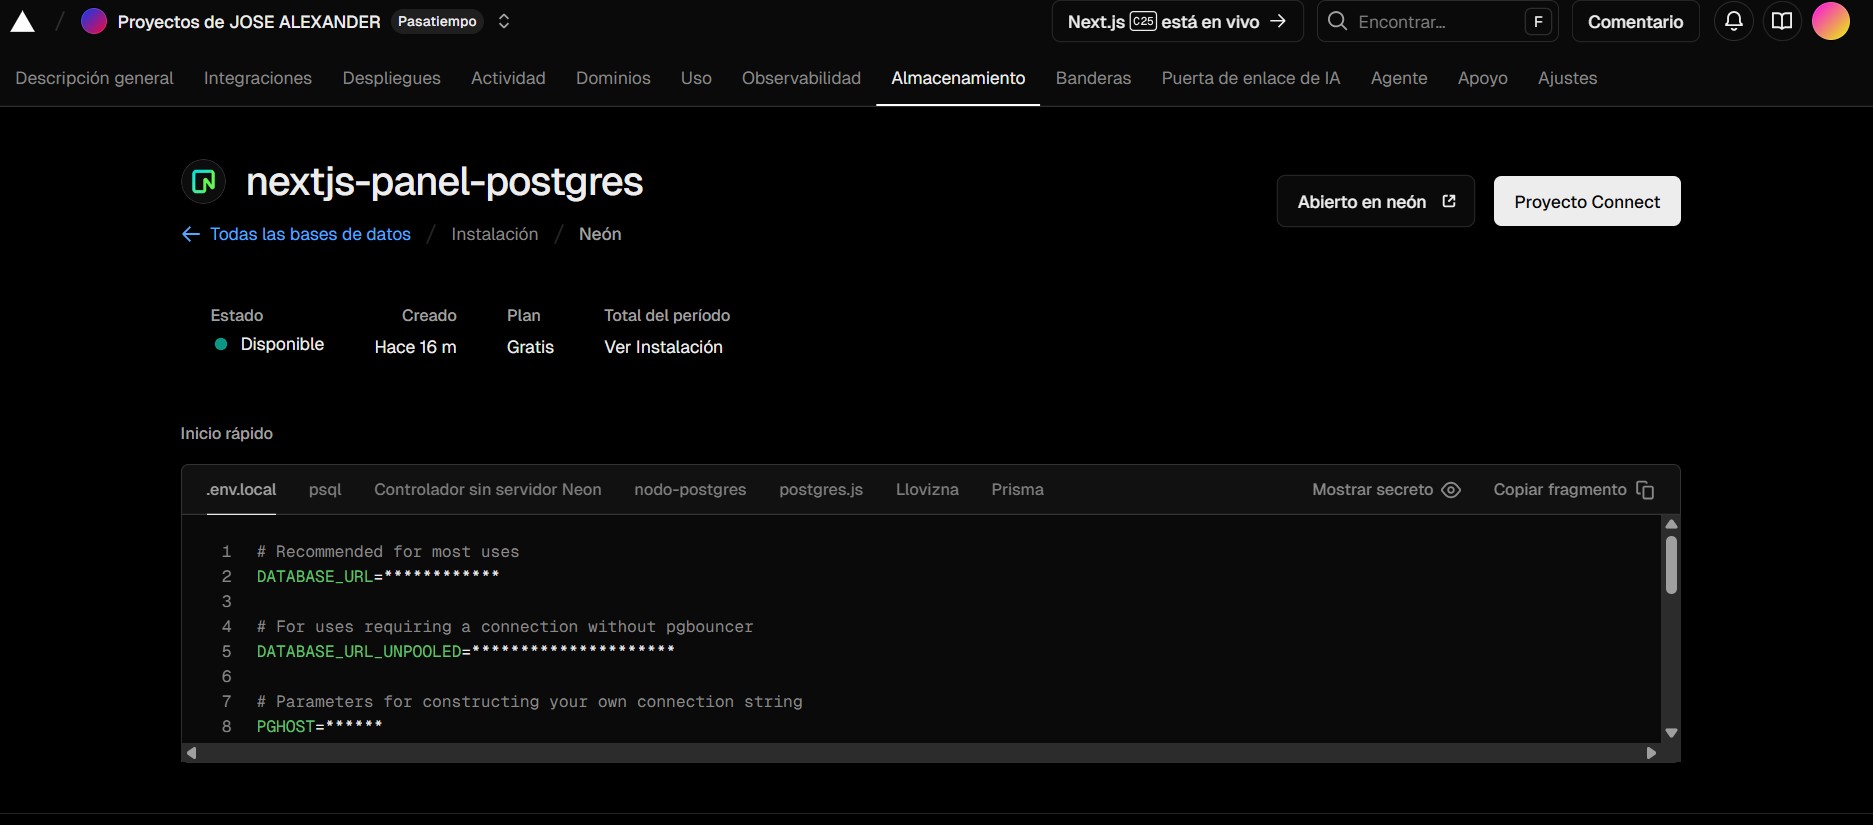 Proyectos de JOSE ALEXANDER Pasatiempo Next.js C25 está en vivo → Encontrar... F Comentario
Descripción general Integraciones Despliegues Actividad Dominios Uso Observabilidad Almacenamiento Banderas Puerta de enlace de IA Agente Apoyo Ajustes
nextjs-panel-postgres
Abierto en neón Proyecto Connect
← Todas las bases de datos / Instalación / Neón
Estado Creado Plan Total del período
Disponible Hace 16 m Gratis Ver Instalación
Inicio rápido
.env.local psql Controlador sin servidor Neon nodo-postgres postgres.js Llovizna Prisma Mostrar secreto Copiar fragmento
1 # Recommended for most uses
2 DATABASE_URL=************
3
4 # For uses requiring a connection without pgbouncer
5 DATABASE_URL_UNPOOLED=*********************
6
7 # Parameters for constructing your own connection string
8 PGHOST=******